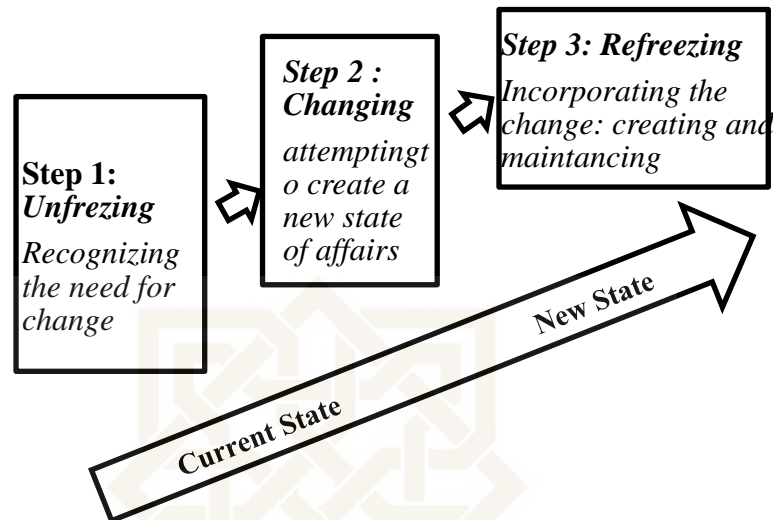 Step 1:
Unfrezing
Recognizing
the need for
change
Step 2 :
Changing
attemptingt
o create a
new state
of affairs
Step 3: Refreezing
Incorporating the
change: creating and
maintancing
Current State
New State